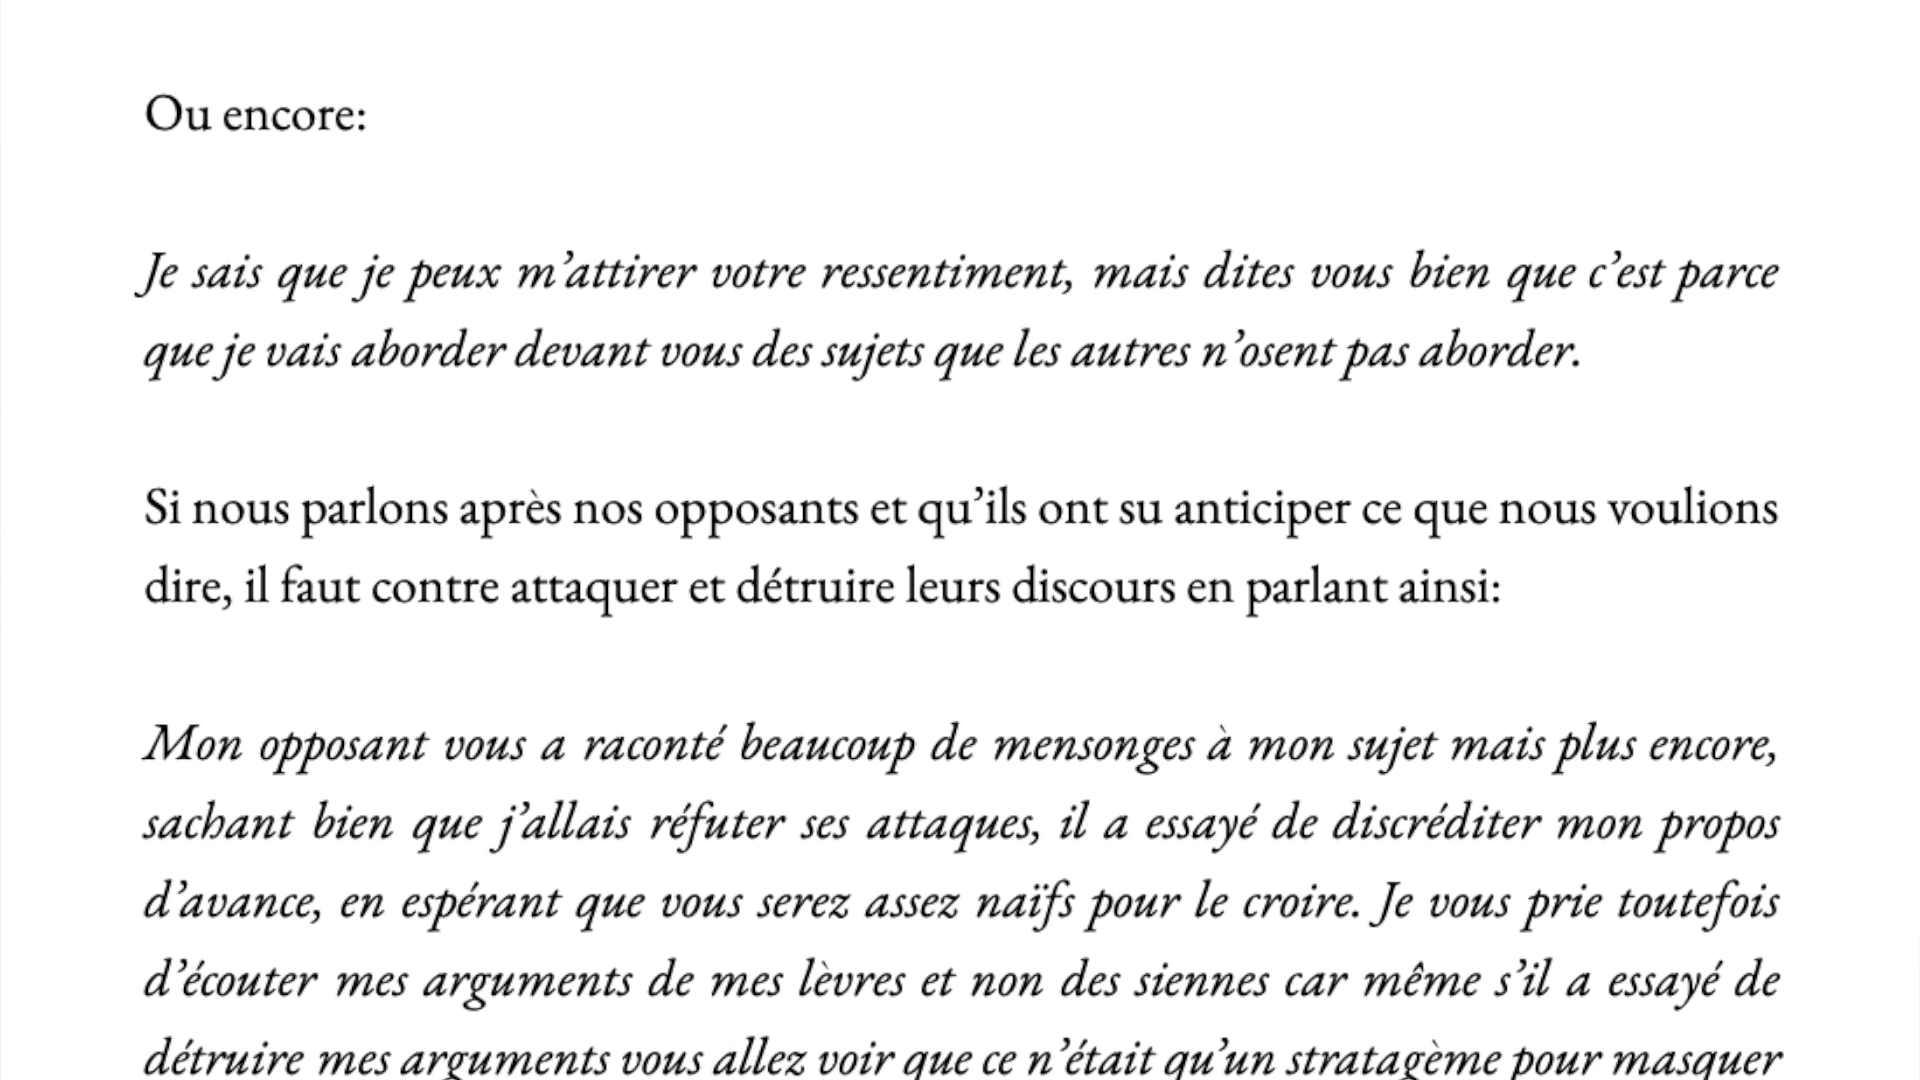 Ou encore:
Je sais que je peux m’attirer votre ressentiment, mais dites vous bien que c’est parce
que je vais aborder devant vous des sujets que les autres n’osent pas aborder.
Si nous parlons après nos opposants et qu’ils ont su anticiper ce que nous voulions
dire, il faut contre attaquer et détruire leurs discours en parlant ainsi:
Mon opposant vous a raconté beaucoup de mensonges à mon sujet mais plus encore,
sachant bien que j’allais réfuter ses attaques, il a essayé de discréditer mon propos
d’avance, en espérant que vous serez assez naïfs pour le croire. Je vous prie toutefois
d’écouter mes arguments de mes lèvres et non des siennes car même s’il a essayé de
détruire mes arguments vous allez voir que ce n’était qu’un stratagème pour masquer